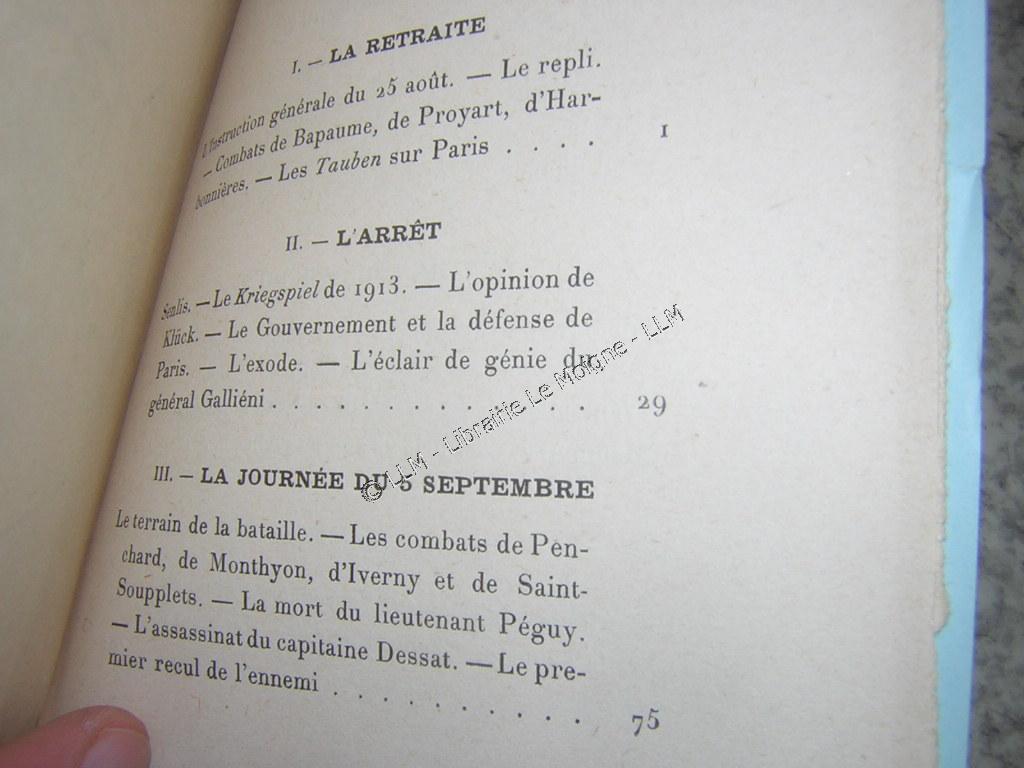 I. — LA RETRAITE
L'Instruction générale du 25 août. — Le repli.
— Combats de Bapaume, de Proyart, d'Har-
bonnières. — Les Tauben sur Paris . . . . 1
II. — L'ARRÊT
Senlis. — Le Kriegspiel de 1913. — L'opinion de
Klück. — Le Gouvernement et la défense de
Paris. — L'exode. — L'éclair de génie du
général Galliéni . . . . . . . . . . . . 29
III. — LA JOURNÉE DU 5 SEPTEMBRE
Le terrain de la bataille. — Les combats de Pen-
chard, de Monthyon, d'Iverny et de Saint-
Soupplets. — La mort du lieutenant Péguy.
— L'assassinat du capitaine Dessat. — Le pre-
mier recul de l'ennemi . . . . . . . . . . 75
© LLM - Librairie Le Moigne - LLM